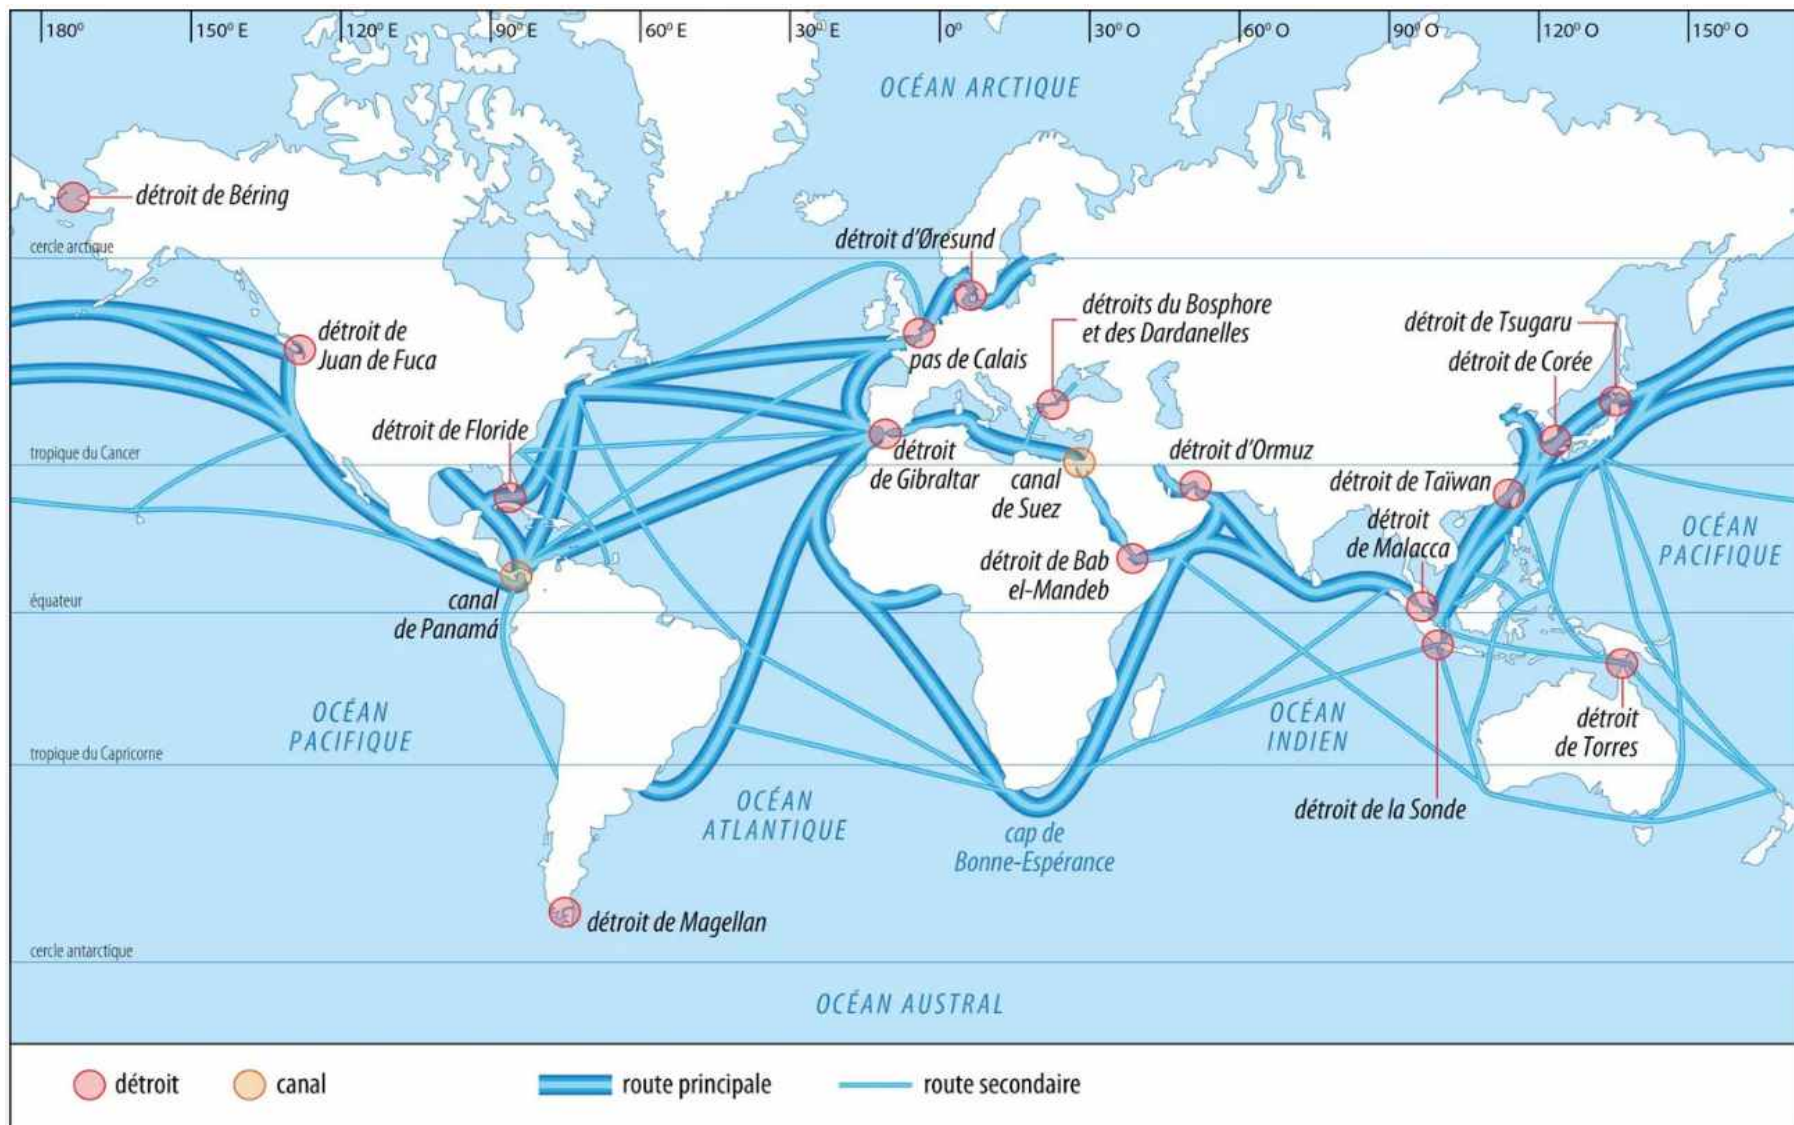 180°
150° E
120° E
90° E
60° E
30° E
0°
30° O
60° O
90° O
120° O
150° O
OCÉAN ARCTIQUE
détroit de Béring
cercle arctique
détroit d'Øresund
détroits du Bosphore
et des Dardanelles
détroit de Tsugaru
détroit de
Juan de Fuca
pas de Calais
détroit de Corée
détroit de Floride
tropique du Cancer
détroit
de Gibraltar
canal
de Suez
détroit d'Ormuz
détroit de Taïwan
détroit
de Malacca
OCÉAN
PACIFIQUE
détroit de Bab
el-Mandeb
équateur
canal
de Panamá
OCÉAN
PACIFIQUE
OCÉAN
INDIEN
détroit
de Torres
tropique du Capricorne
OCÉAN
ATLANTIQUE
détroit de la Sonde
cap de
Bonne-Espérance
détroit de Magellan
cercle antarctique
OCÉAN AUSTRAL
détroit
canal
route principale
route secondaire